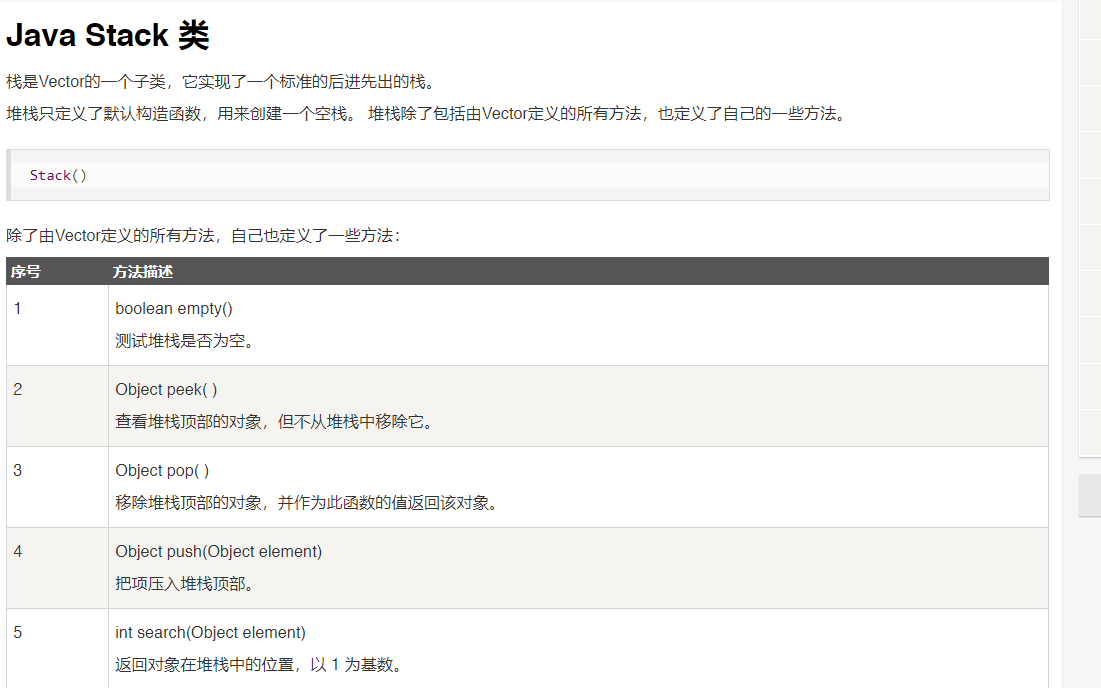 Java Stack 类
栈是Vector的一个子类，它实现了一个标准的后进先出的栈。
堆栈只定义了默认构造函数，用来创建一个空栈。 堆栈除了包括由Vector定义的所有方法，也定义了自己的一些方法。
Stack()
除了由Vector定义的所有方法，自己也定义了一些方法：
序号 方法描述
1 boolean empty()
测试堆栈是否为空。
2 Object peek( )
查看堆栈顶部的对象，但不从堆栈中移除它。
3 Object pop( )
移除堆栈顶部的对象，并作为此函数的值返回该对象。
4 Object push(Object element)
把项压入堆栈顶部。
5 int search(Object element)
返回对象在堆栈中的位置，以 1 为基数。